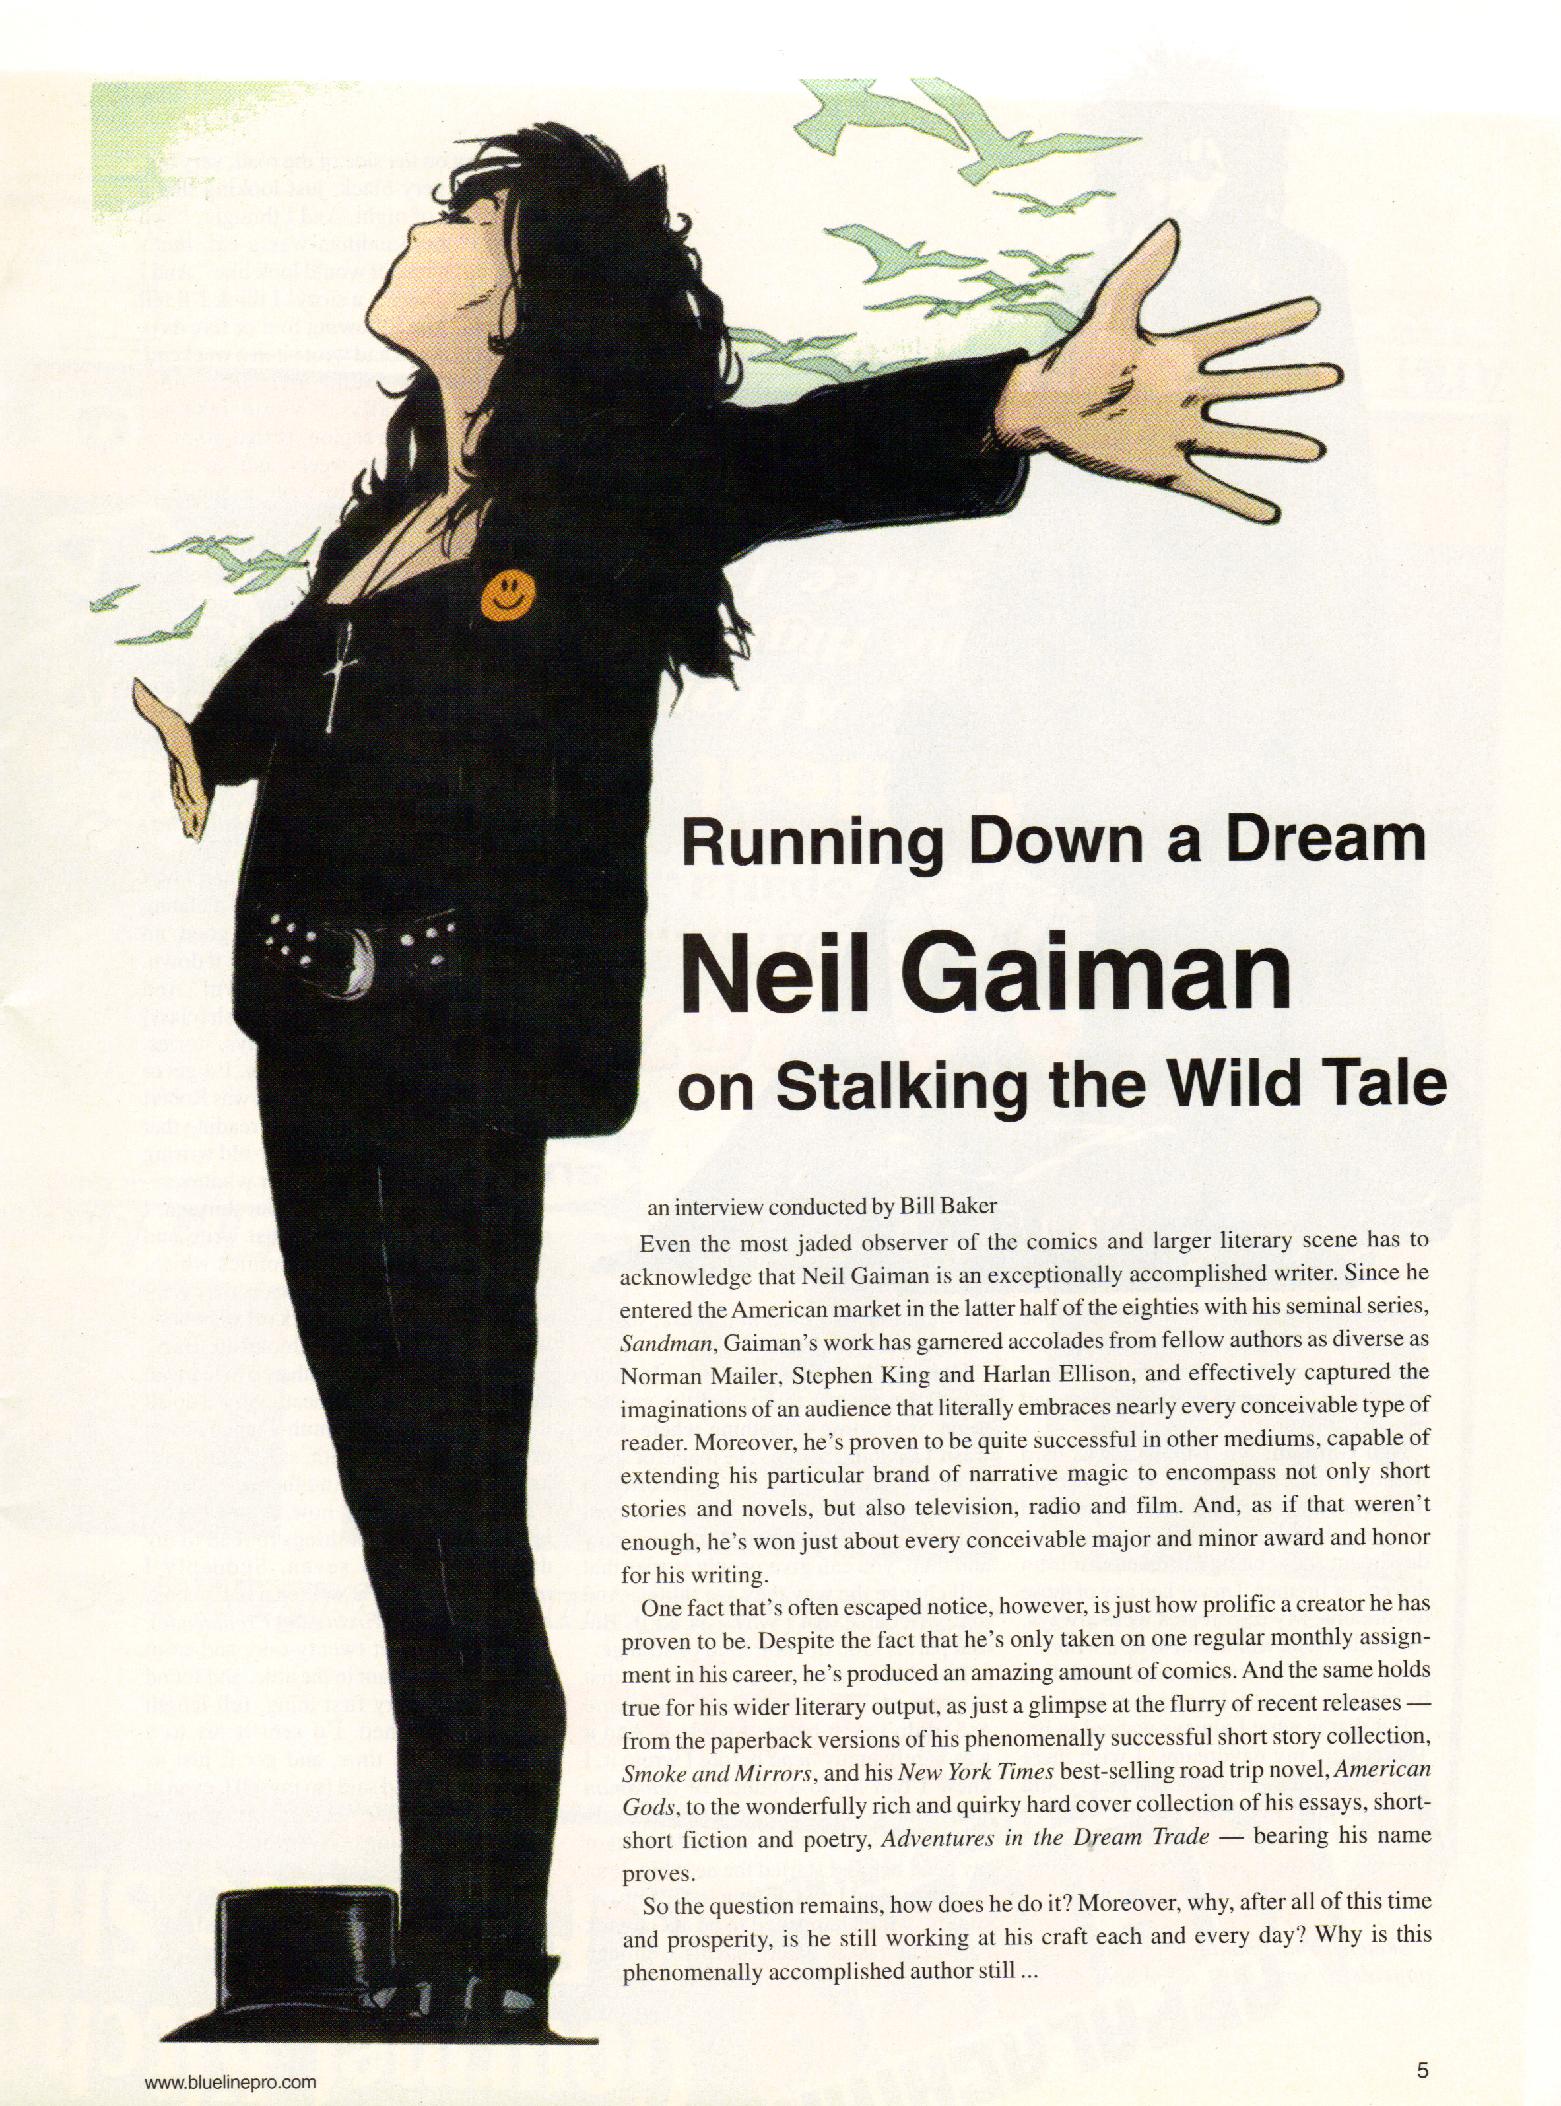 Running Down a Dream
Neil Gaiman
on Stalking the Wild Tale
an interview conducted by Bill Baker
Even the most jaded observer of the comics and larger literary scene has to
acknowledge that Neil Gaiman is an exceptionally accomplished writer. Since he
entered the American market in the latter half of the eighties with his seminal series,
Sandman, Gaiman's work has garnered accolades from fellow authors as diverse as
Norman Mailer, Stephen King and Harlan Ellison, and effectively captured the
imaginations of an audience that literally embraces nearly every conceivable type of
reader. Moreover, he's proven to be quite successful in other mediums, capable of
extending his particular brand of narrative magic to encompass not only short
stories and novels, but also television, radio and film. And, as if that weren't
enough, he's won just about every conceivable major and minor award and honor
for his writing.
One fact that's often escaped notice, however, is just how prolific a creator he has
proven to be. Despite the fact that he's only taken on one regular monthly assign-
ment in his career, he's produced an amazing amount of comics. And the same holds
true for his wider literary output, as just a glimpse at the flurry of recent releases —
from the paperback versions of his phenomenally successful short story collection,
Smoke and Mirrors, and his New York Times best-selling road trip novel, American
Gods, to the wonderfully rich and quirky hard cover collection of his essays, short-
short fiction and poetry, Adventures in the Dream Trade — bearing his name
proves.
So the question remains, how does he do it? Moreover, why, after all of this time
and prosperity, is he still working at his craft each and every day? Why is this
phenomenally accomplished author still ...
www.bluelinepro.com
5